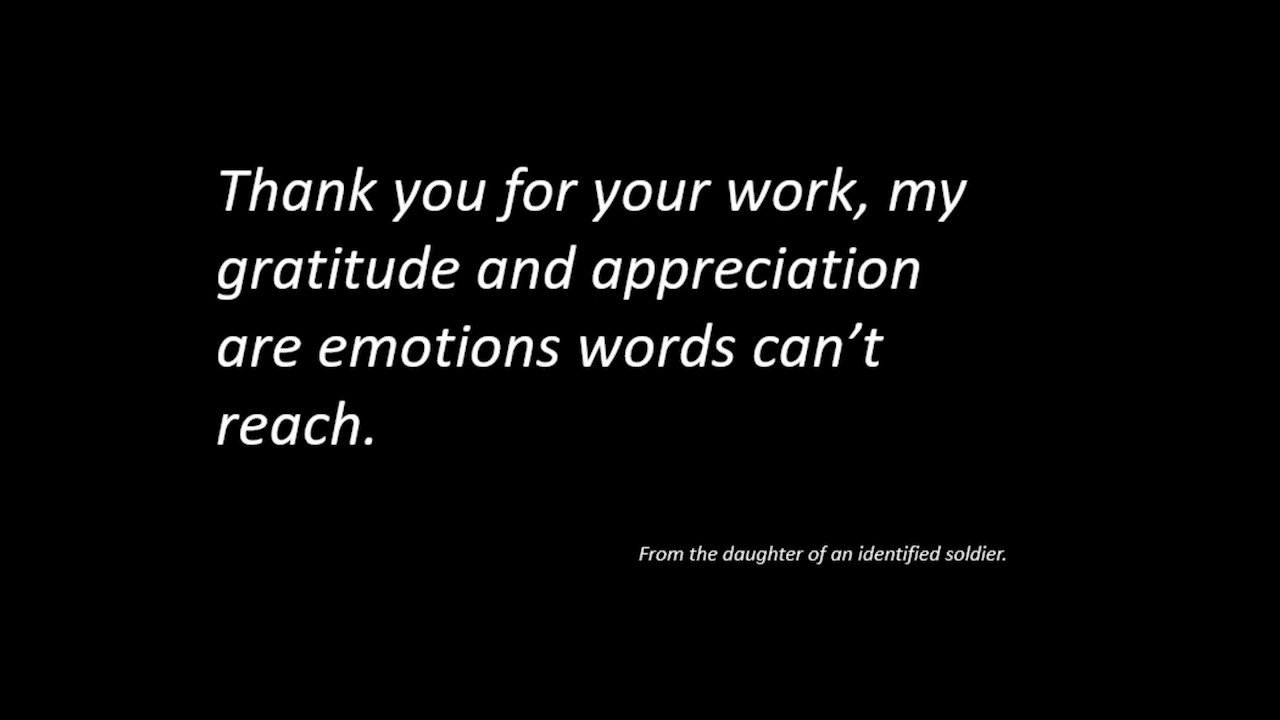 Thank you for your work, my
gratitude and appreciation
are emotions words can’t
reach.
From the daughter of an identified soldier.